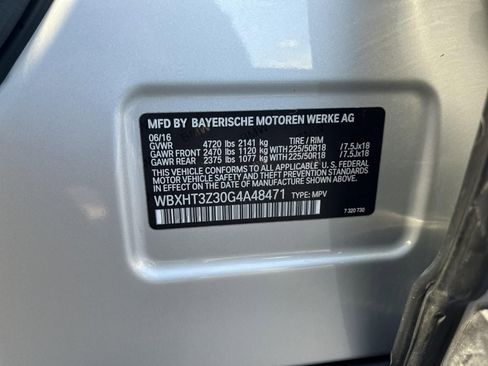 MFD BY BAYERISCHE MOTOREN WERKE AG
06/16
GVWR 4720 lbs 2141 kg TIRE / RIM
GAWR FRONT 2470 lbs 1120 kg WITH 225/50R18 /7.5Jx18
GAWR REAR 2375 lbs 1077 kg WITH 225/50R18 /7.5Jx18
THIS VEHICLE CONFORMS TO ALL APPLICABLE U.S.
FEDERAL MOTOR VEHICLE SAFETY, BUMPER, AND THEFT
PREVENTION STANDARDS IN EFFECT ON THE DATE OF
MANUFACTURE SHOWN ABOVE.
WBXHT3Z30G4A48471 TYPE: MPV
7 320 730